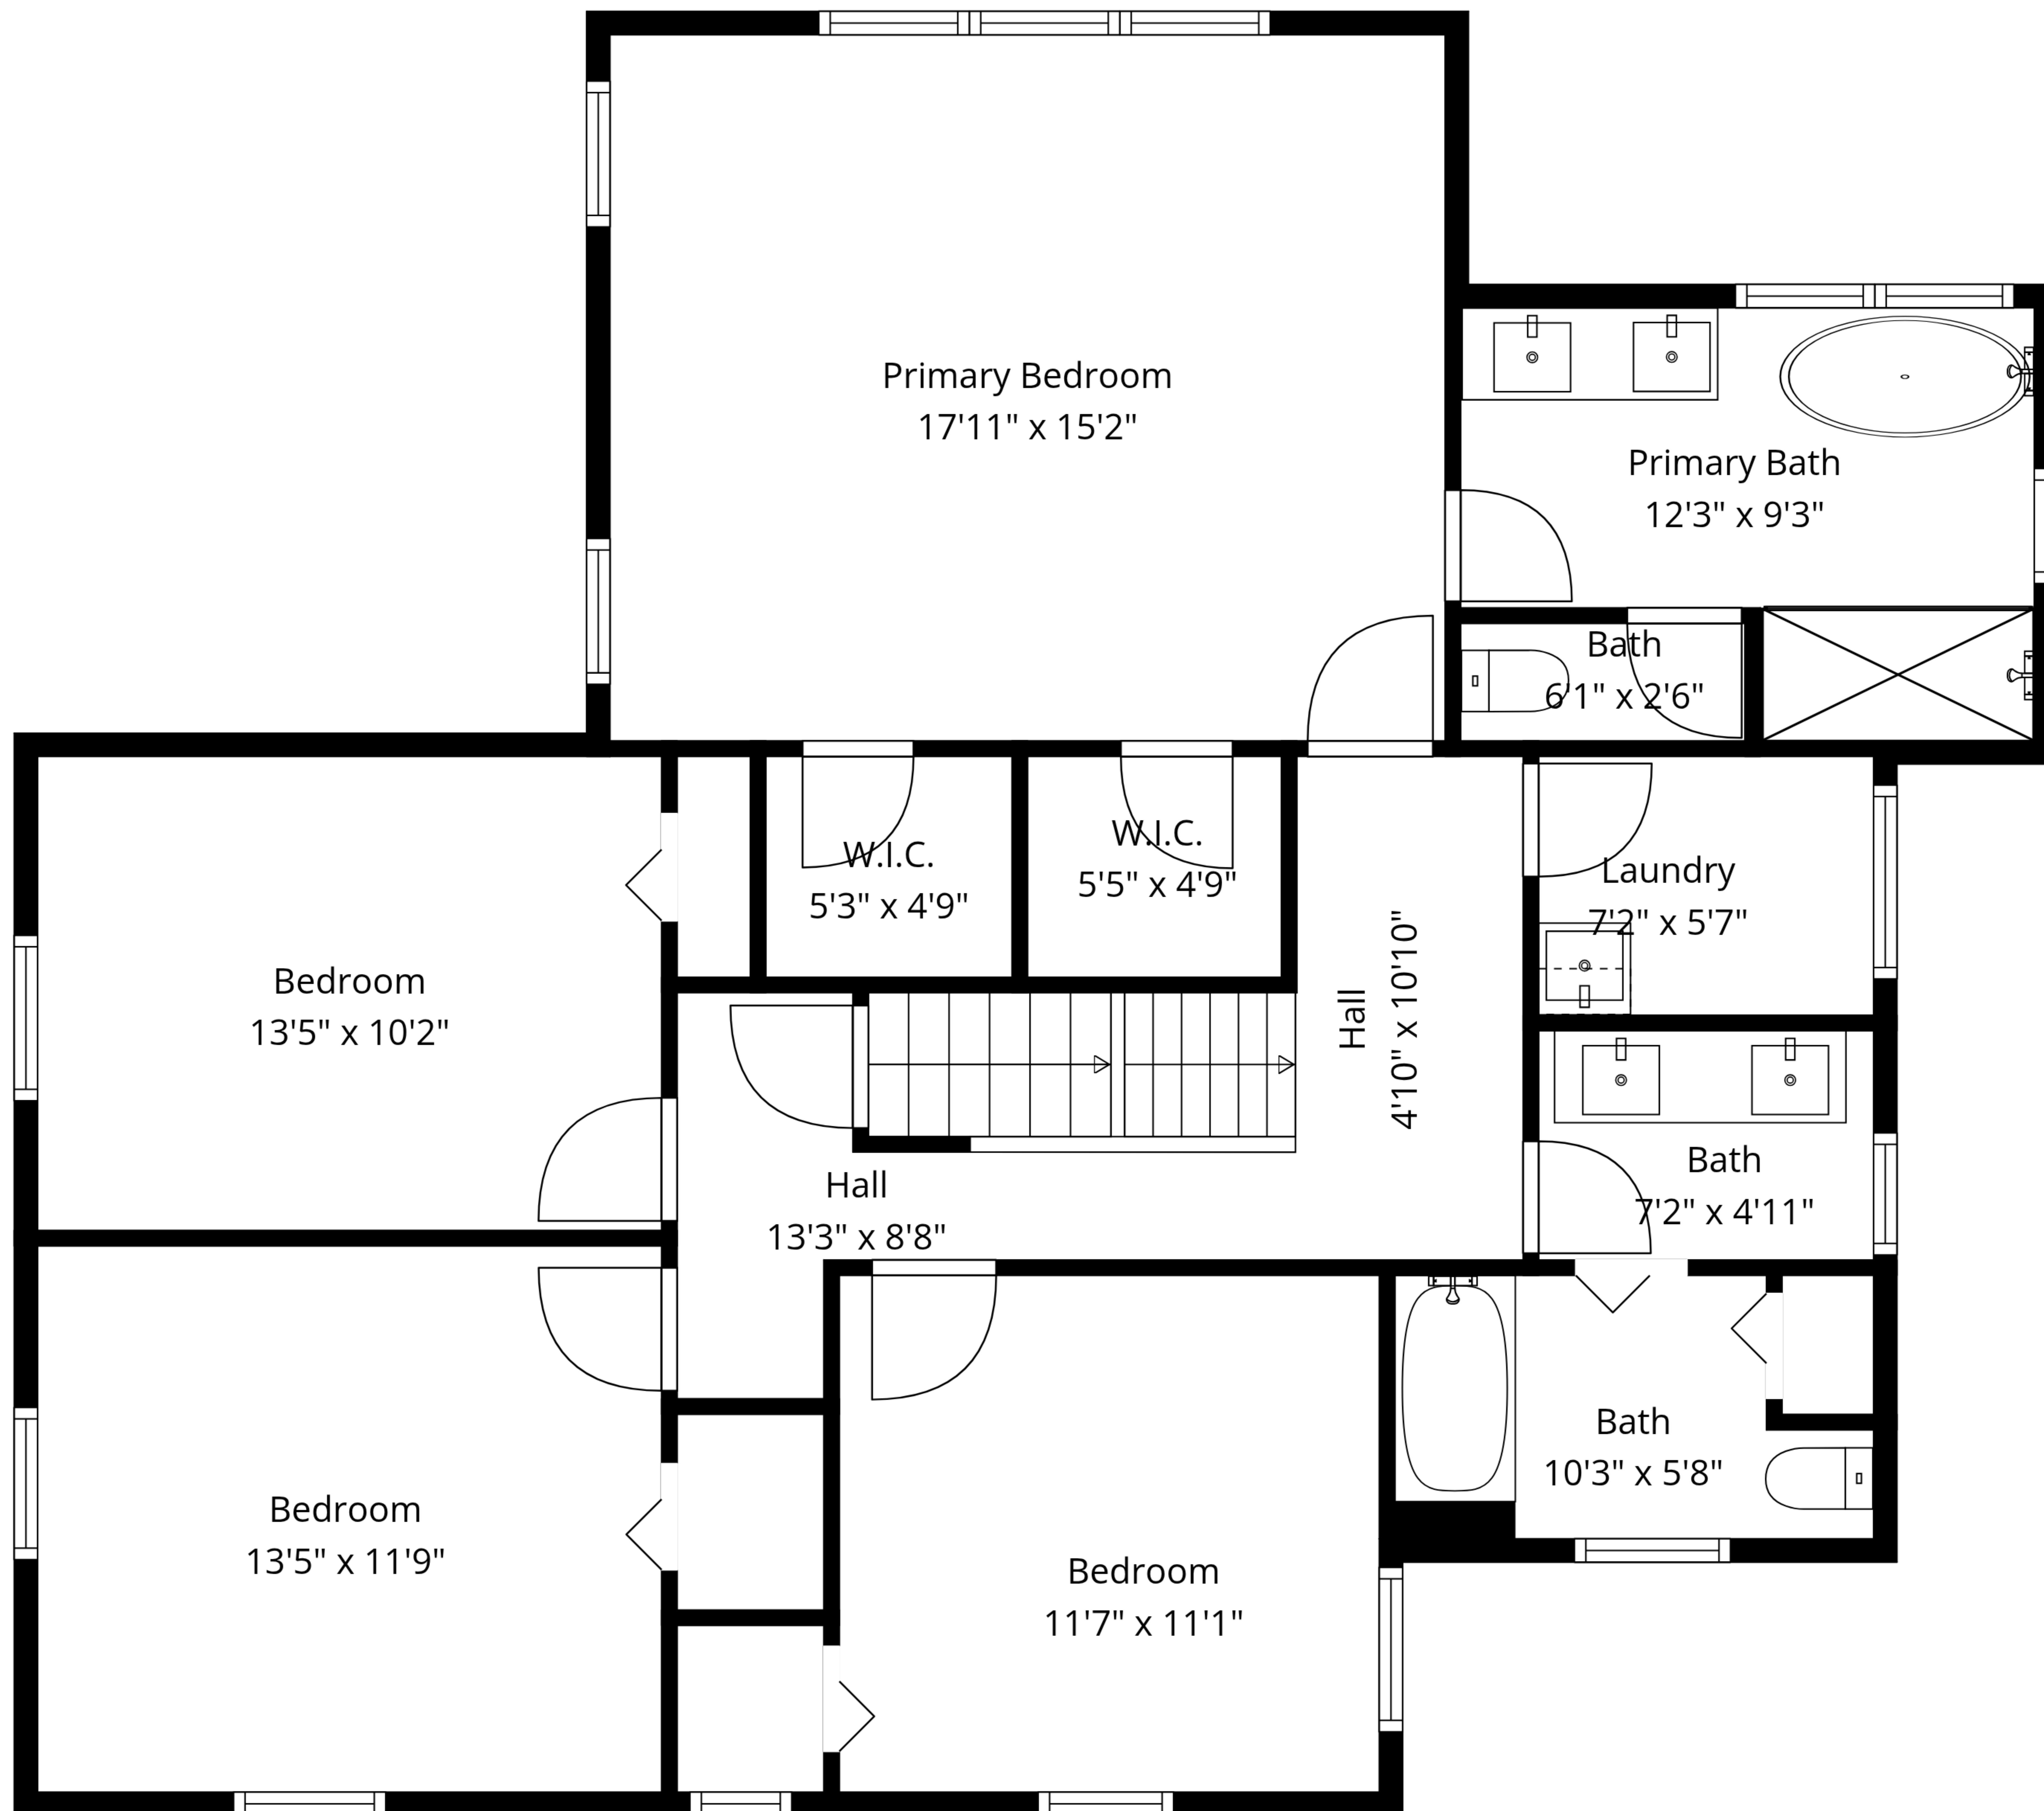 Primary Bedroom
17'11" x 15'2"
Primary Bath
12'3" x 9'3"
Bath
6'1" x 2'6"
W.I.C.
5'3" x 4'9"
W.I.C.
5'5" x 4'9"
Laundry
7'2" x 5'7"
Bedroom
13'5" x 10'2"
Hall
4'10" x 10'10"
Bath
7'2" x 4'11"
Hall
13'3" x 8'8"
Bath
10'3" x 5'8"
Bedroom
13'5" x 11'9"
Bedroom
11'7" x 11'1"